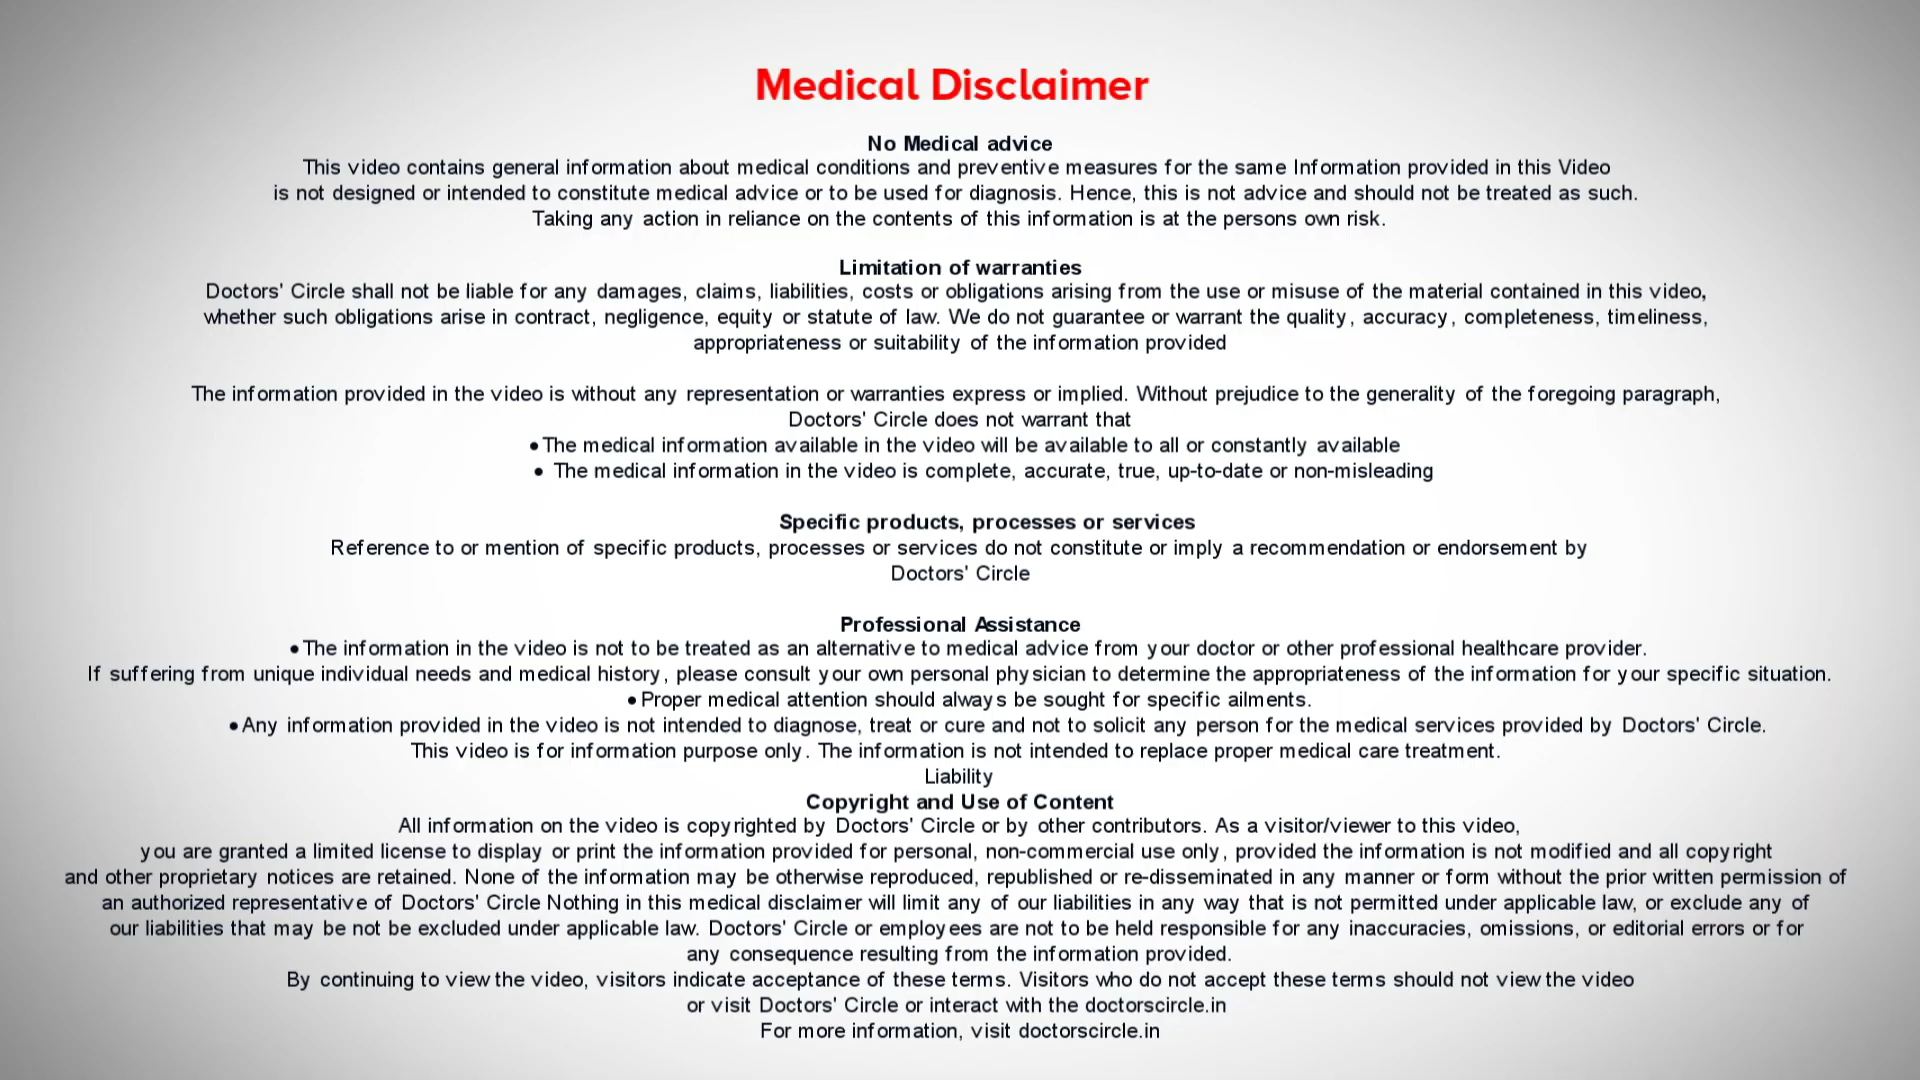 Medical Disclaimer
No Medical advice
This video contains general information about medical conditions and preventive measures for the same Information provided in this Video
is not designed or intended to constitute medical advice or to be used for diagnosis. Hence, this is not advice and should not be treated as such.
Taking any action in reliance on the contents of this information is at the persons own risk.
Limitation of warranties
Doctors' Circle shall not be liable for any damages, claims, liabilities, costs or obligations arising from the use or misuse of the material contained in this video,
whether such obligations arise in contract, negligence, equity or statute of law. We do not guarantee or warrant the quality, accuracy, completeness, timeliness,
appropriateness or suitability of the information provided
The information provided in the video is without any representation or warranties express or implied. Without prejudice to the generality of the foregoing paragraph,
Doctors' Circle does not warrant that
•The medical information available in the video will be available to all or constantly available
• The medical information in the video is complete, accurate, true, up-to-date or non-misleading
Specific products, processes or services
Reference to or mention of specific products, processes or services do not constitute or imply a recommendation or endorsement by
Doctors' Circle
Professional Assistance
•The information in the video is not to be treated as an alternative to medical advice from your doctor or other professional healthcare provider.
If suffering from unique individual needs and medical history, please consult your own personal physician to determine the appropriateness of the information for your specific situation.
•Proper medical attention should always be sought for specific ailments.
•Any information provided in the video is not intended to diagnose, treat or cure and not to solicit any person for the medical services provided by Doctors' Circle.
This video is for information purpose only. The information is not intended to replace proper medical care treatment.
Liability
Copyright and Use of Content
All information on the video is copyrighted by Doctors' Circle or by other contributors. As a visitor/viewer to this video,
you are granted a limited license to display or print the information provided for personal, non-commercial use only, provided the information is not modified and all copyright
and other proprietary notices are retained. None of the information may be otherwise reproduced, republished or re-disseminated in any manner or form without the prior written permission of
an authorized representative of Doctors' Circle Nothing in this medical disclaimer will limit any of our liabilities in any way that is not permitted under applicable law, or exclude any of
our liabilities that may be not be excluded under applicable law. Doctors' Circle or employees are not to be held responsible for any inaccuracies, omissions, or editorial errors or for
any consequence resulting from the information provided.
By continuing to view the video, visitors indicate acceptance of these terms. Visitors who do not accept these terms should not view the video
or visit Doctors' Circle or interact with the doctorscircle.in
For more information, visit doctorscircle.in